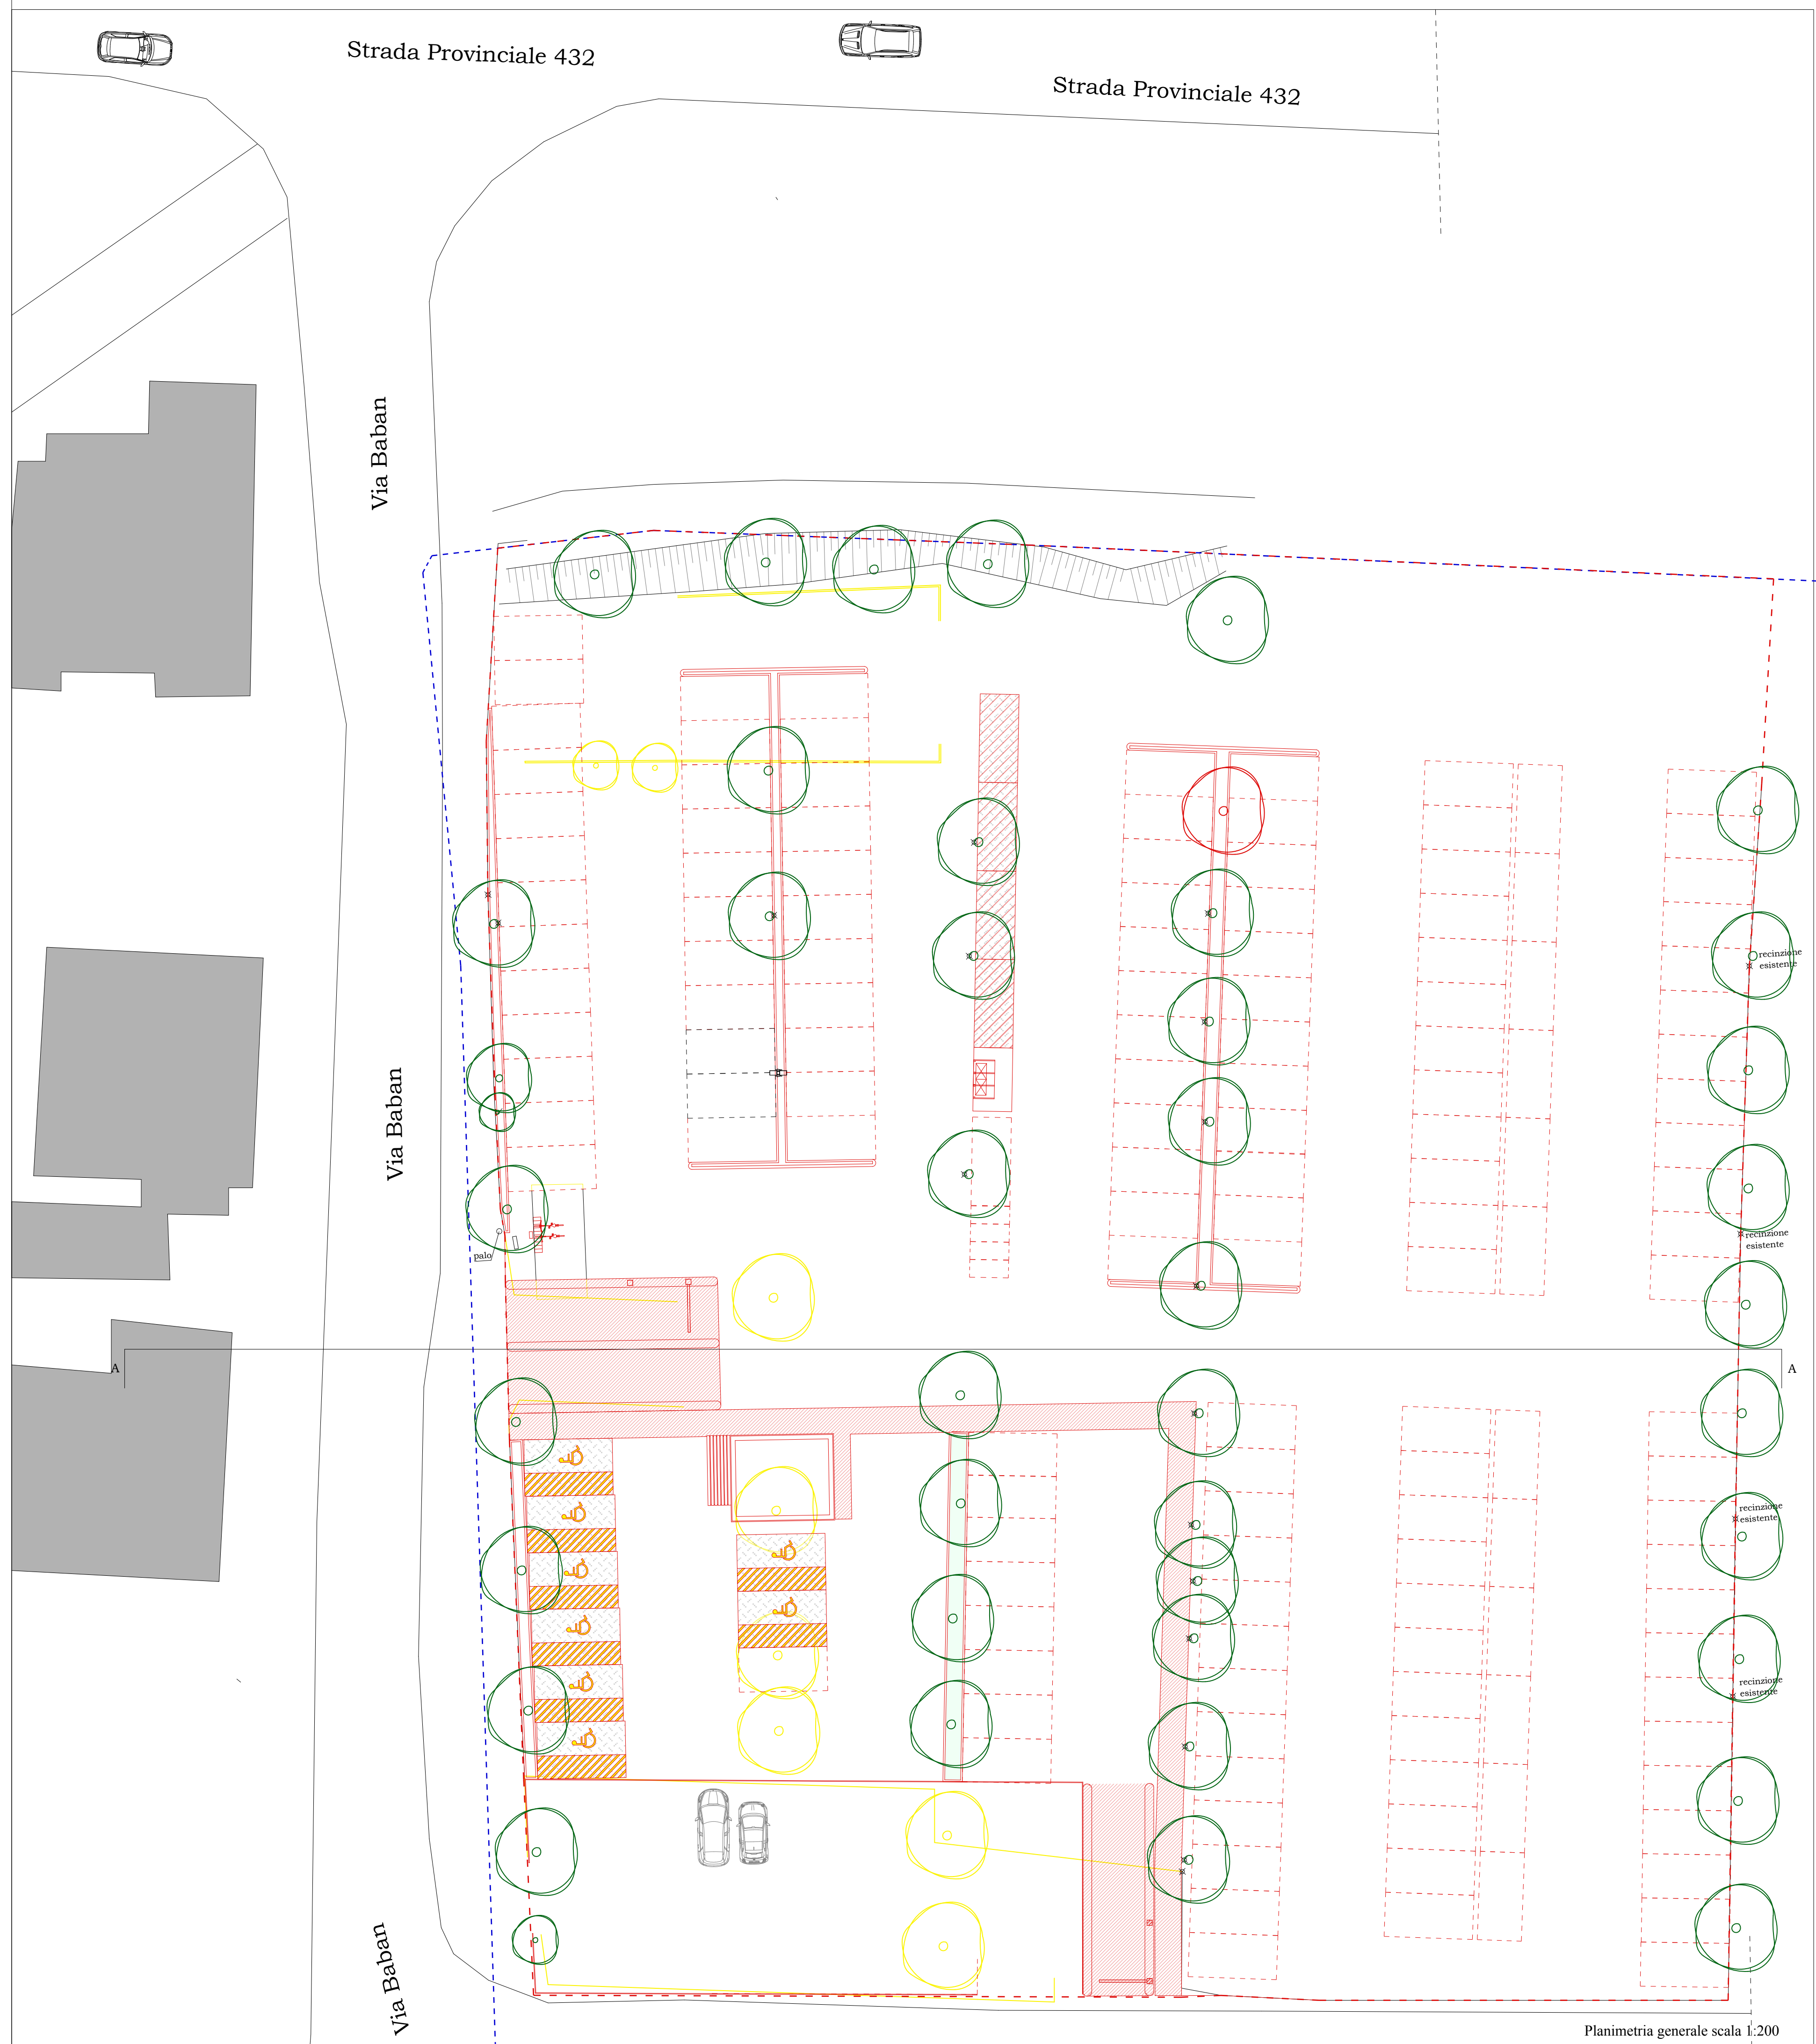 Strada Provinciale 432
Strada Provinciale 432
Via Baban
recinzione
esistente
Via Baban
recinzione
esistente
palo
A
A
recinzione
esistente
recinzione
esistente
Via Baban
Planimetria generale scala 1:200